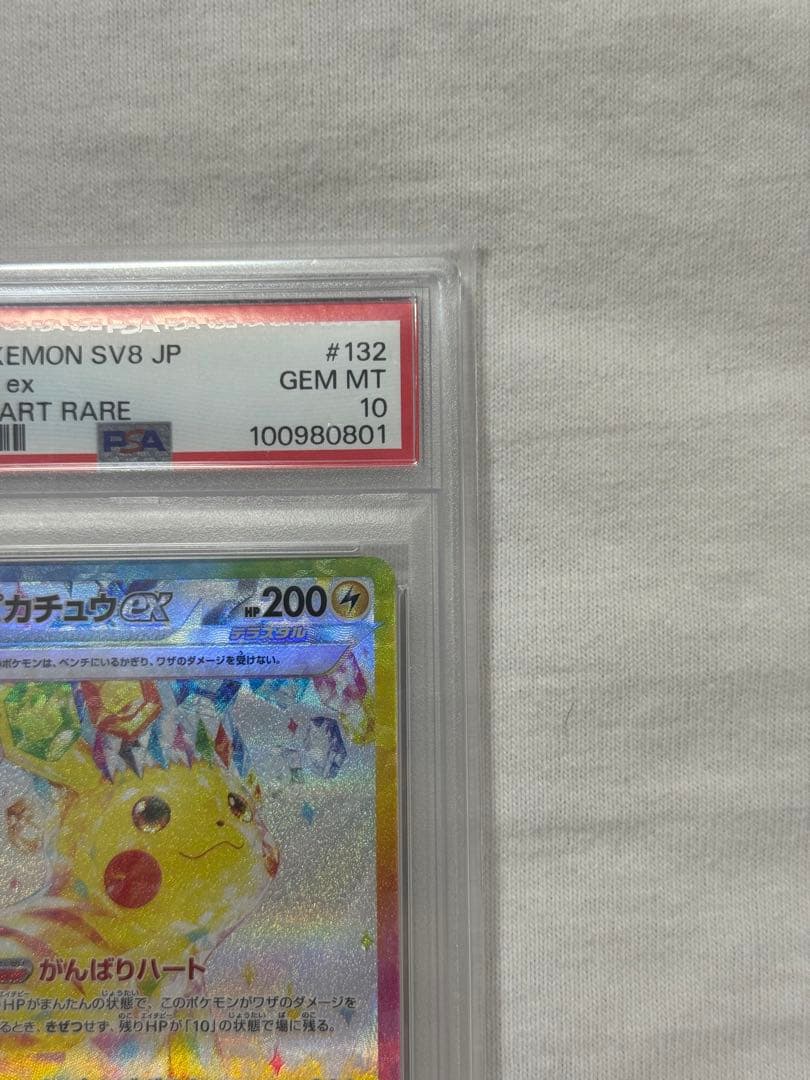 KEMON SV8 JP #132
ex GEM MT
ART RARE 10
PSA 100980801
カチュウex HP200
テラスタル
ポケモンは、ベンチにいるかぎり、ワザのダメージを受けない。
がんばりハート
HPがまんたんの状態で、このポケモンがワザのダメージを
るとき、きぜつせず、残りHPが「10」の状態で場に残る。